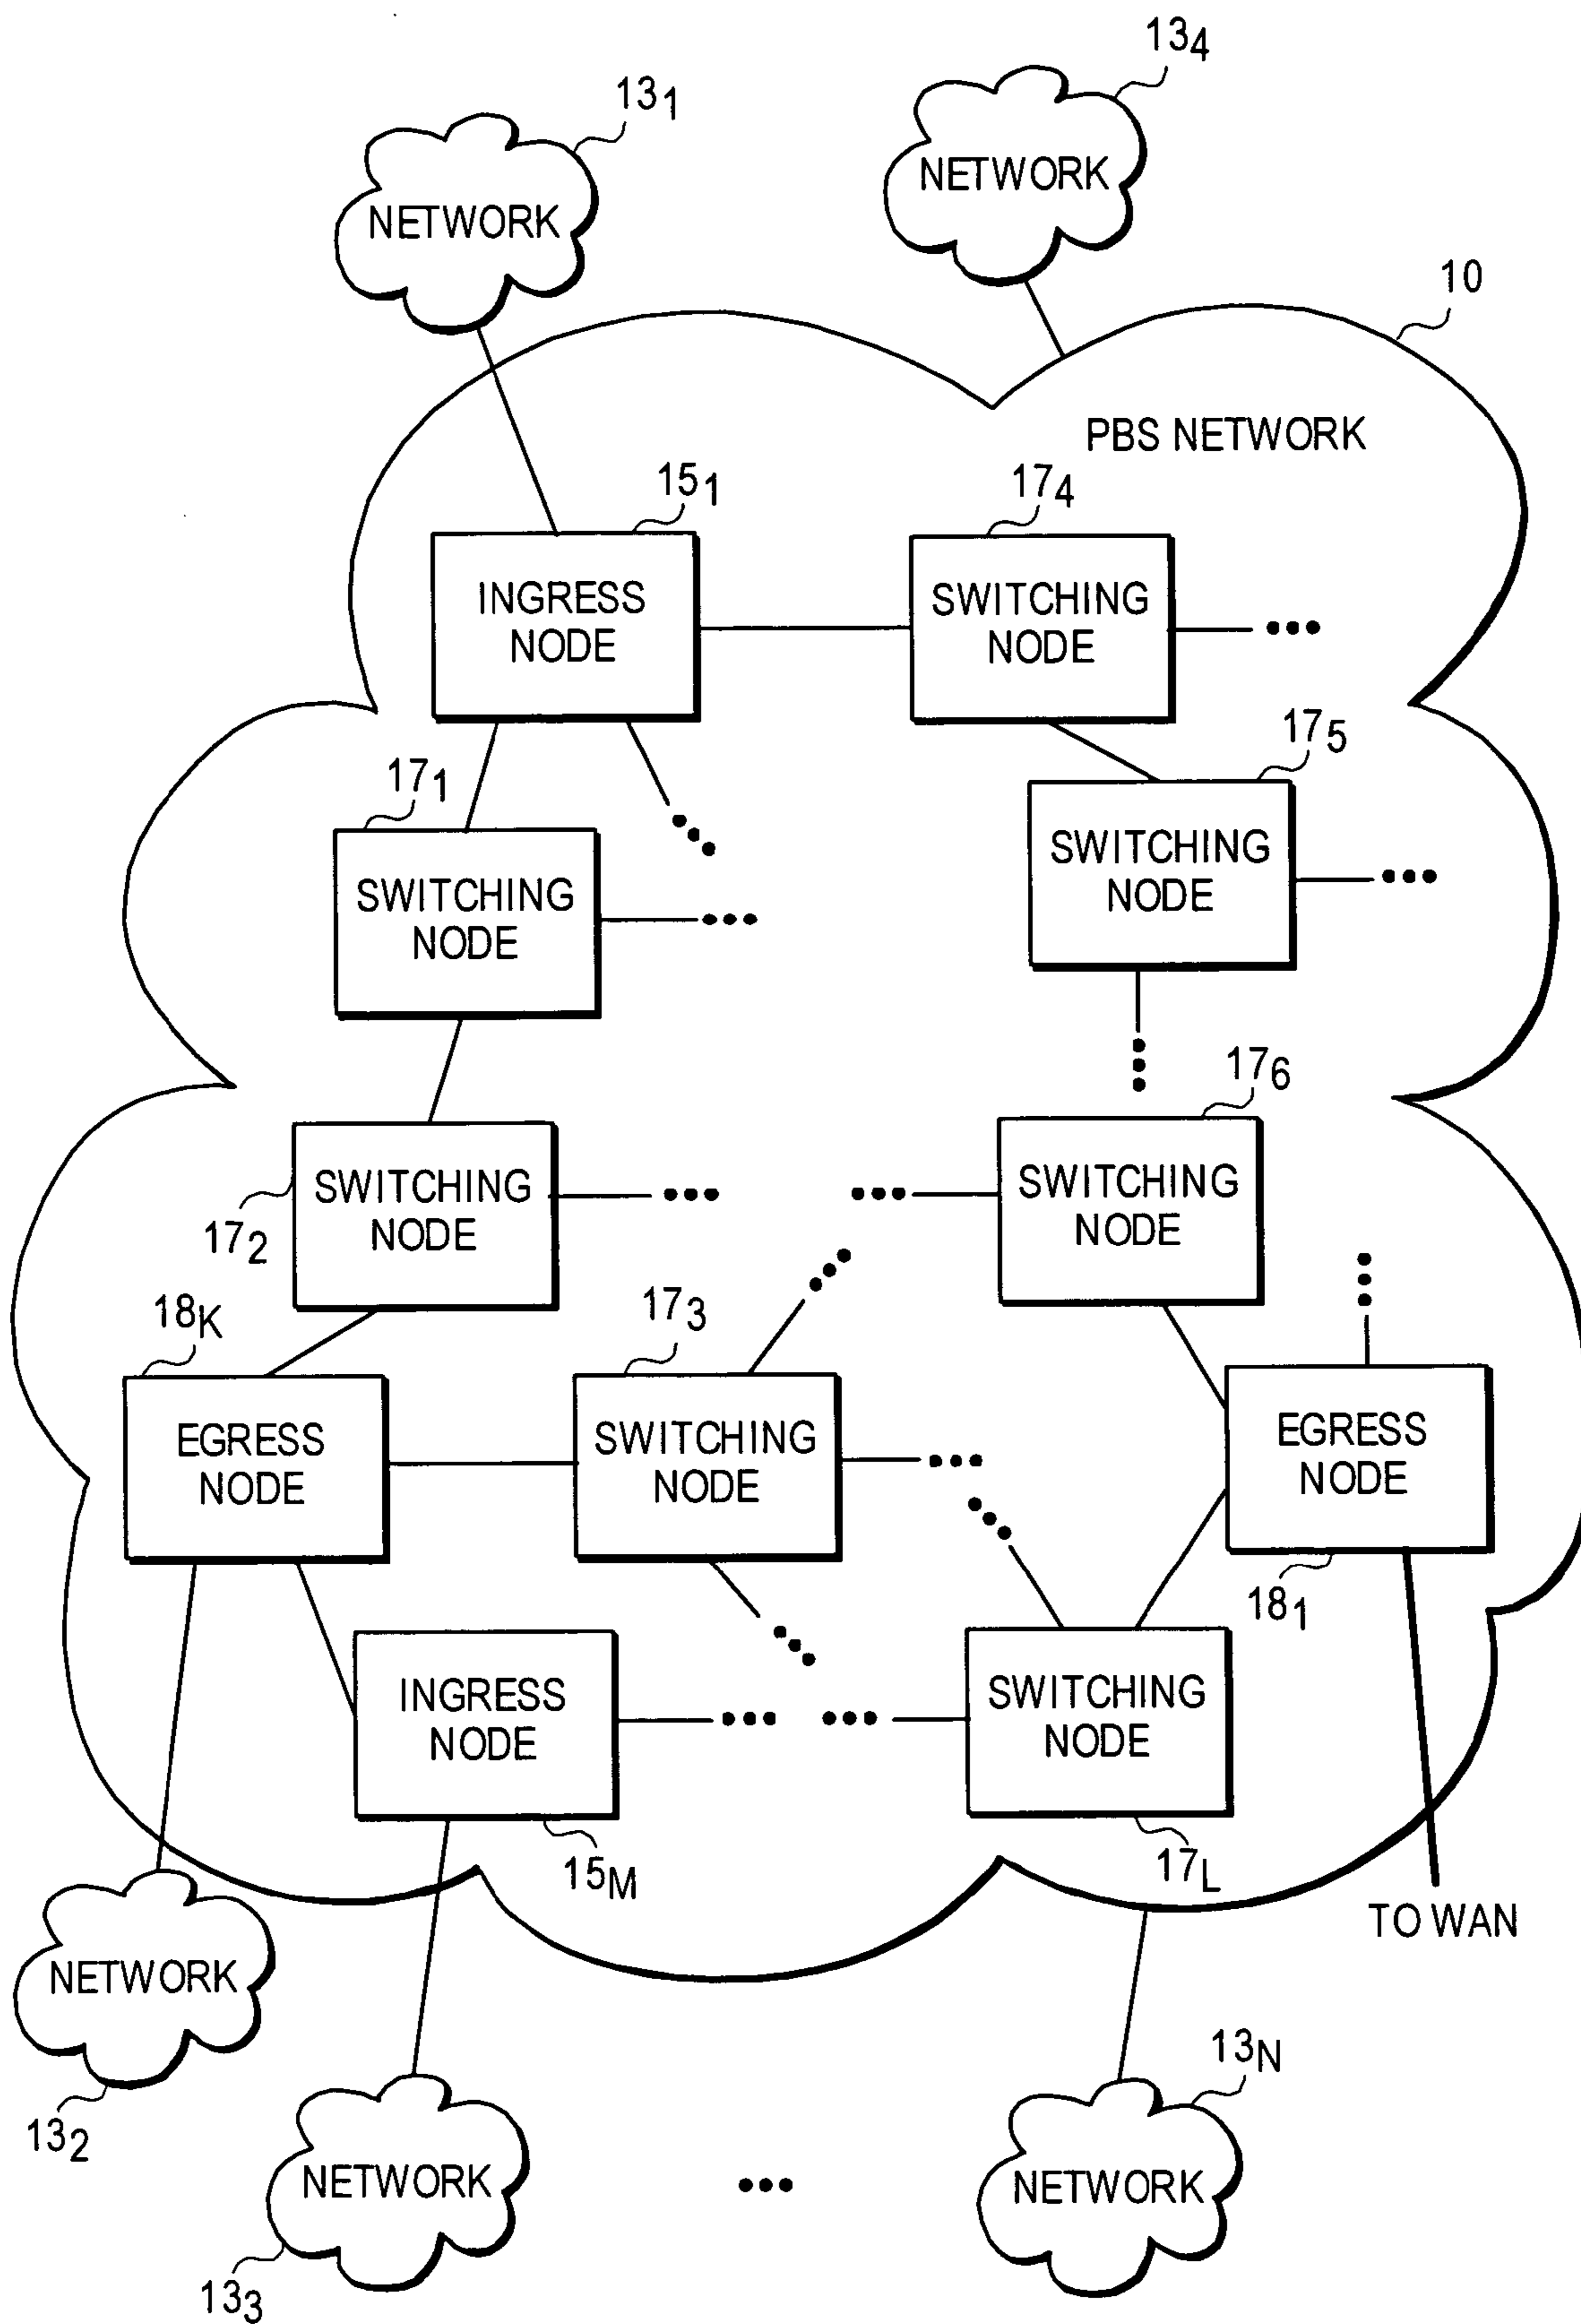 13₄
13₁
NETWORK
NETWORK
10
PBS NETWORK
15₁
17₄
INGRESS
NODE
SWITCHING
NODE
17₅
17₁
SWITCHING
NODE
SWITCHING
NODE
17₆
SWITCHING
NODE
SWITCHING
NODE
17₂
18K
17₃
EGRESS
NODE
SWITCHING
NODE
EGRESS
NODE
18₁
INGRESS
NODE
SWITCHING
NODE
15M
17L
TO WAN
NETWORK
13₂
13N
NETWORK
NETWORK
13₃